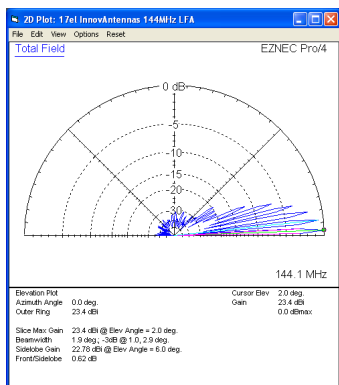 2D Plot: 17el InnovAntennas 144MHz LFA
File Edit View Options Reset
Total Field EZNEC Pro/4
0 dB
-5
-10
-15
-20
-30
144.1 MHz
Elevation Plot Cursor Elev 2.0 deg.
Azimuth Angle 0.0 deg. Gain 23.4 dBi
Outer Ring 23.4 dBi 0.0 dBmax
Slice Max Gain 23.4 dBi @ Elev Angle = 2.0 deg.
Beamwidth 1.9 deg.; -3dB @ 1.0, 2.9 deg.
Sidelobe Gain 22.78 dBi @ Elev Angle = 6.0 deg.
Front/Sidelobe 0.62 dB